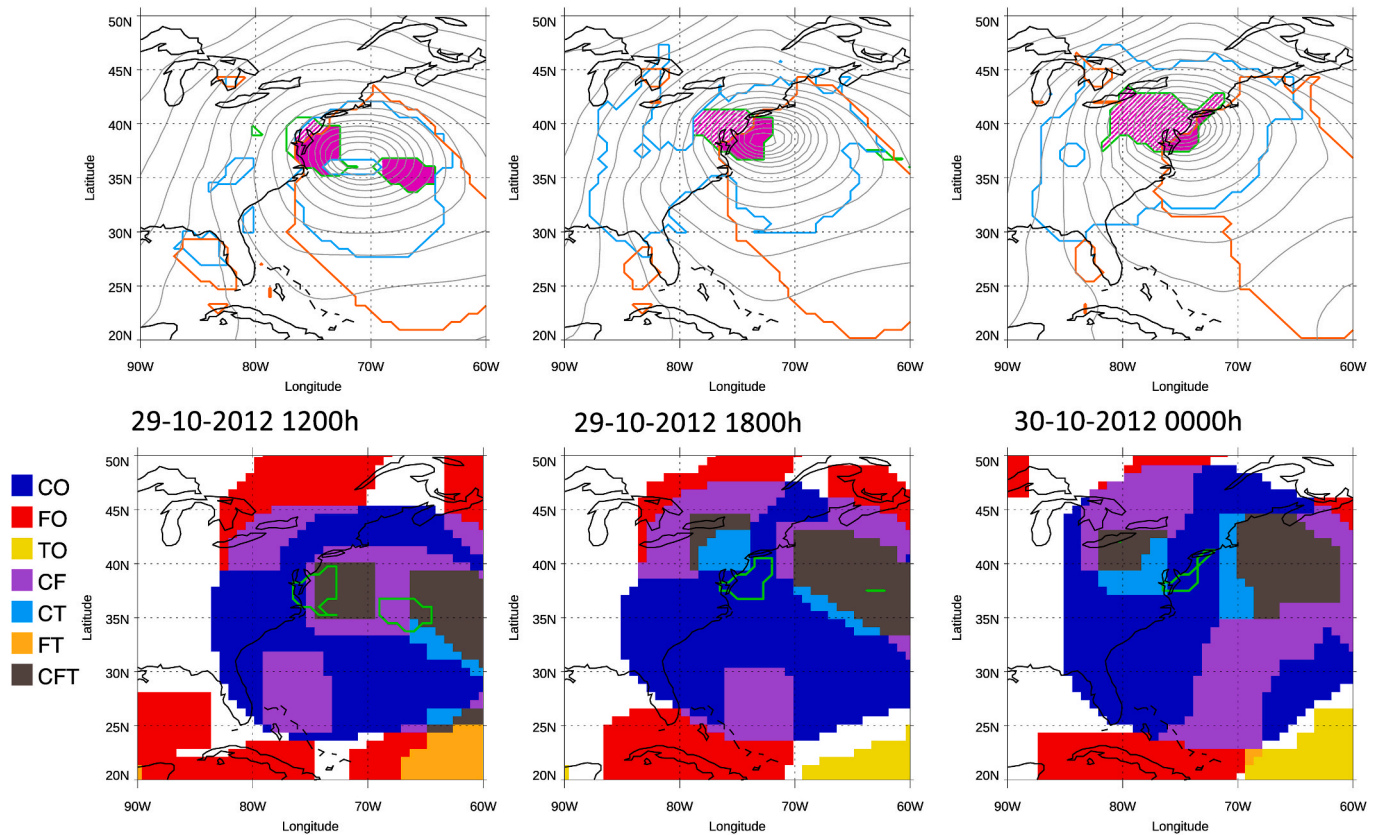 50N
45N
40N
35N
30N
25N
20N
Latitude
90W 80W 70W 60W
Longitude
50N
45N
40N
35N
30N
25N
20N
Latitude
90W 80W 70W 60W
Longitude
50N
45N
40N
35N
30N
25N
20N
Latitude
90W 80W 70W 60W
Longitude
29-10-2012 1200h
29-10-2012 1800h
30-10-2012 0000h
CO
FO
TO
CF
CT
FT
CFT
50N
45N
40N
35N
30N
25N
20N
Latitude
90W 80W 70W 60W
Longitude
50N
45N
40N
35N
30N
25N
20N
Latitude
90W 80W 70W 60W
Longitude
50N
45N
40N
35N
30N
25N
20N
Latitude
90W 80W 70W 60W
Longitude